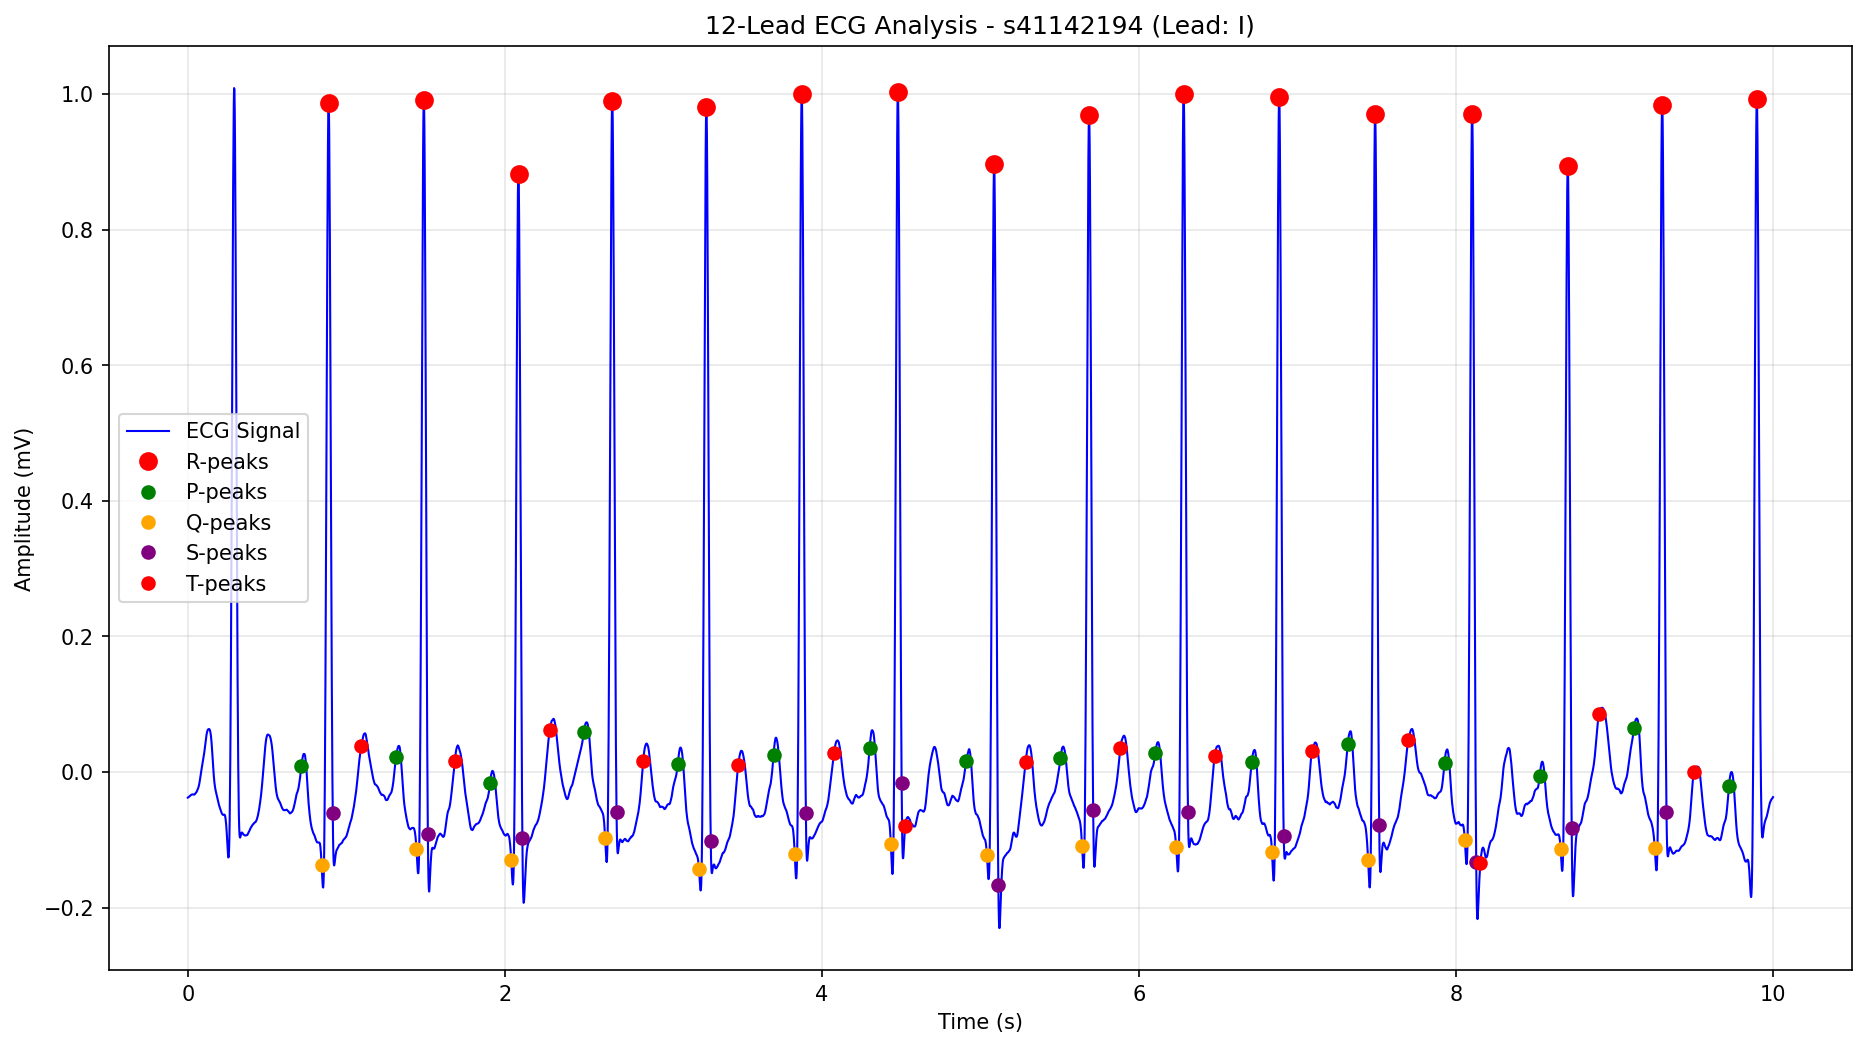 12-Lead ECG Analysis - s41142194 (Lead: I)
Amplitude (mV)
1.0
0.8
0.6
0.4
0.2
0.0
−0.2
ECG Signal
R-peaks
P-peaks
Q-peaks
S-peaks
T-peaks
0 2 4 6 8 10
Time (s)